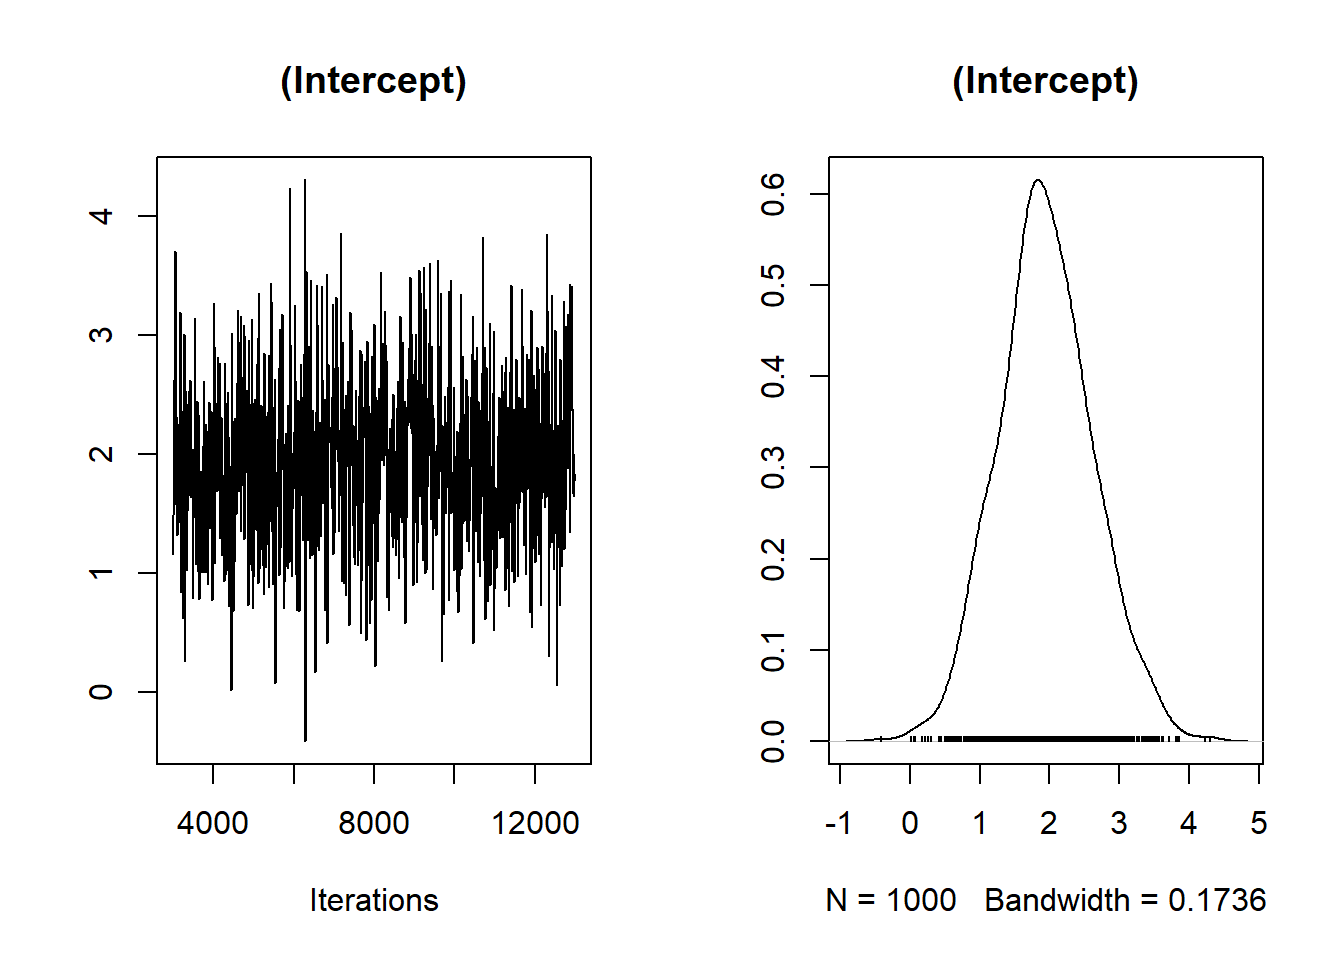 (Intercept)
4
3
2
1
0
4000 8000 12000
Iterations
(Intercept)
0.6
0.5
0.4
0.3
0.2
0.1
0.0
-1 0 1 2 3 4 5
N = 1000 Bandwidth = 0.1736